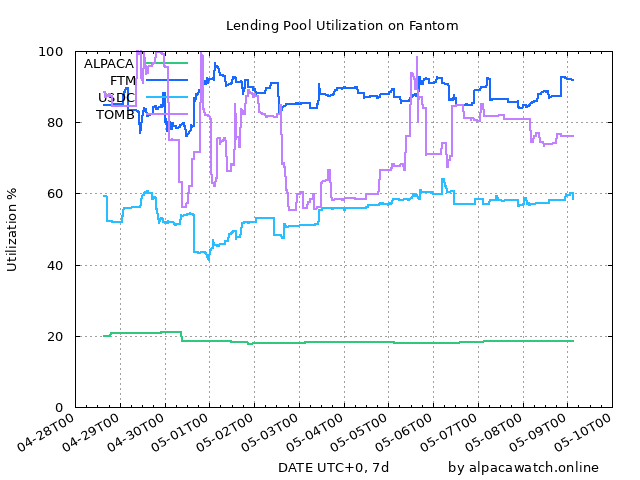 Lending Pool Utilization on Fantom
100
80
60
40
20
0
Utilization %
ALPACA
FTM
USDC
TOMB
04-28T00
04-29T00
04-30T00
05-01T00
05-02T00
05-03T00
05-04T00
05-05T00
05-06T00
05-07T00
05-08T00
05-09T00
05-10T00
DATE UTC+0, 7d
by alpacawatch.online